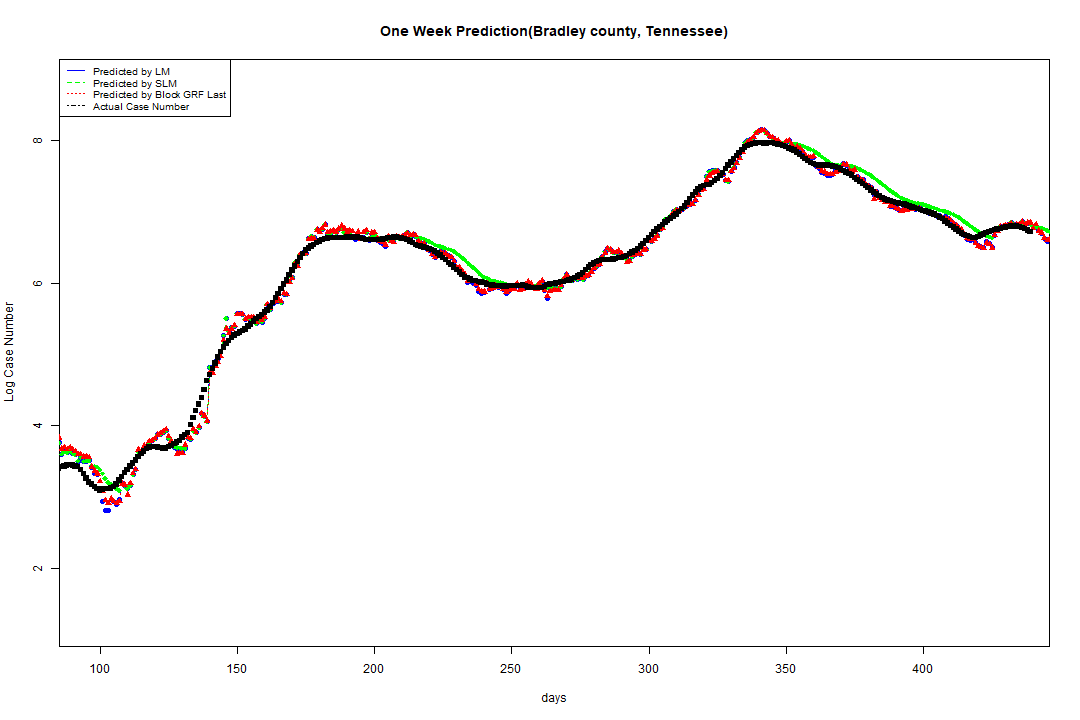 One Week Prediction(Bradley county, Tennessee)
Predicted by LM
Predicted by SLM
Predicted by Block GRF Last
Actual Case Number
Log Case Number
8
6
4
2
100 150 200 250 300 350 400
days